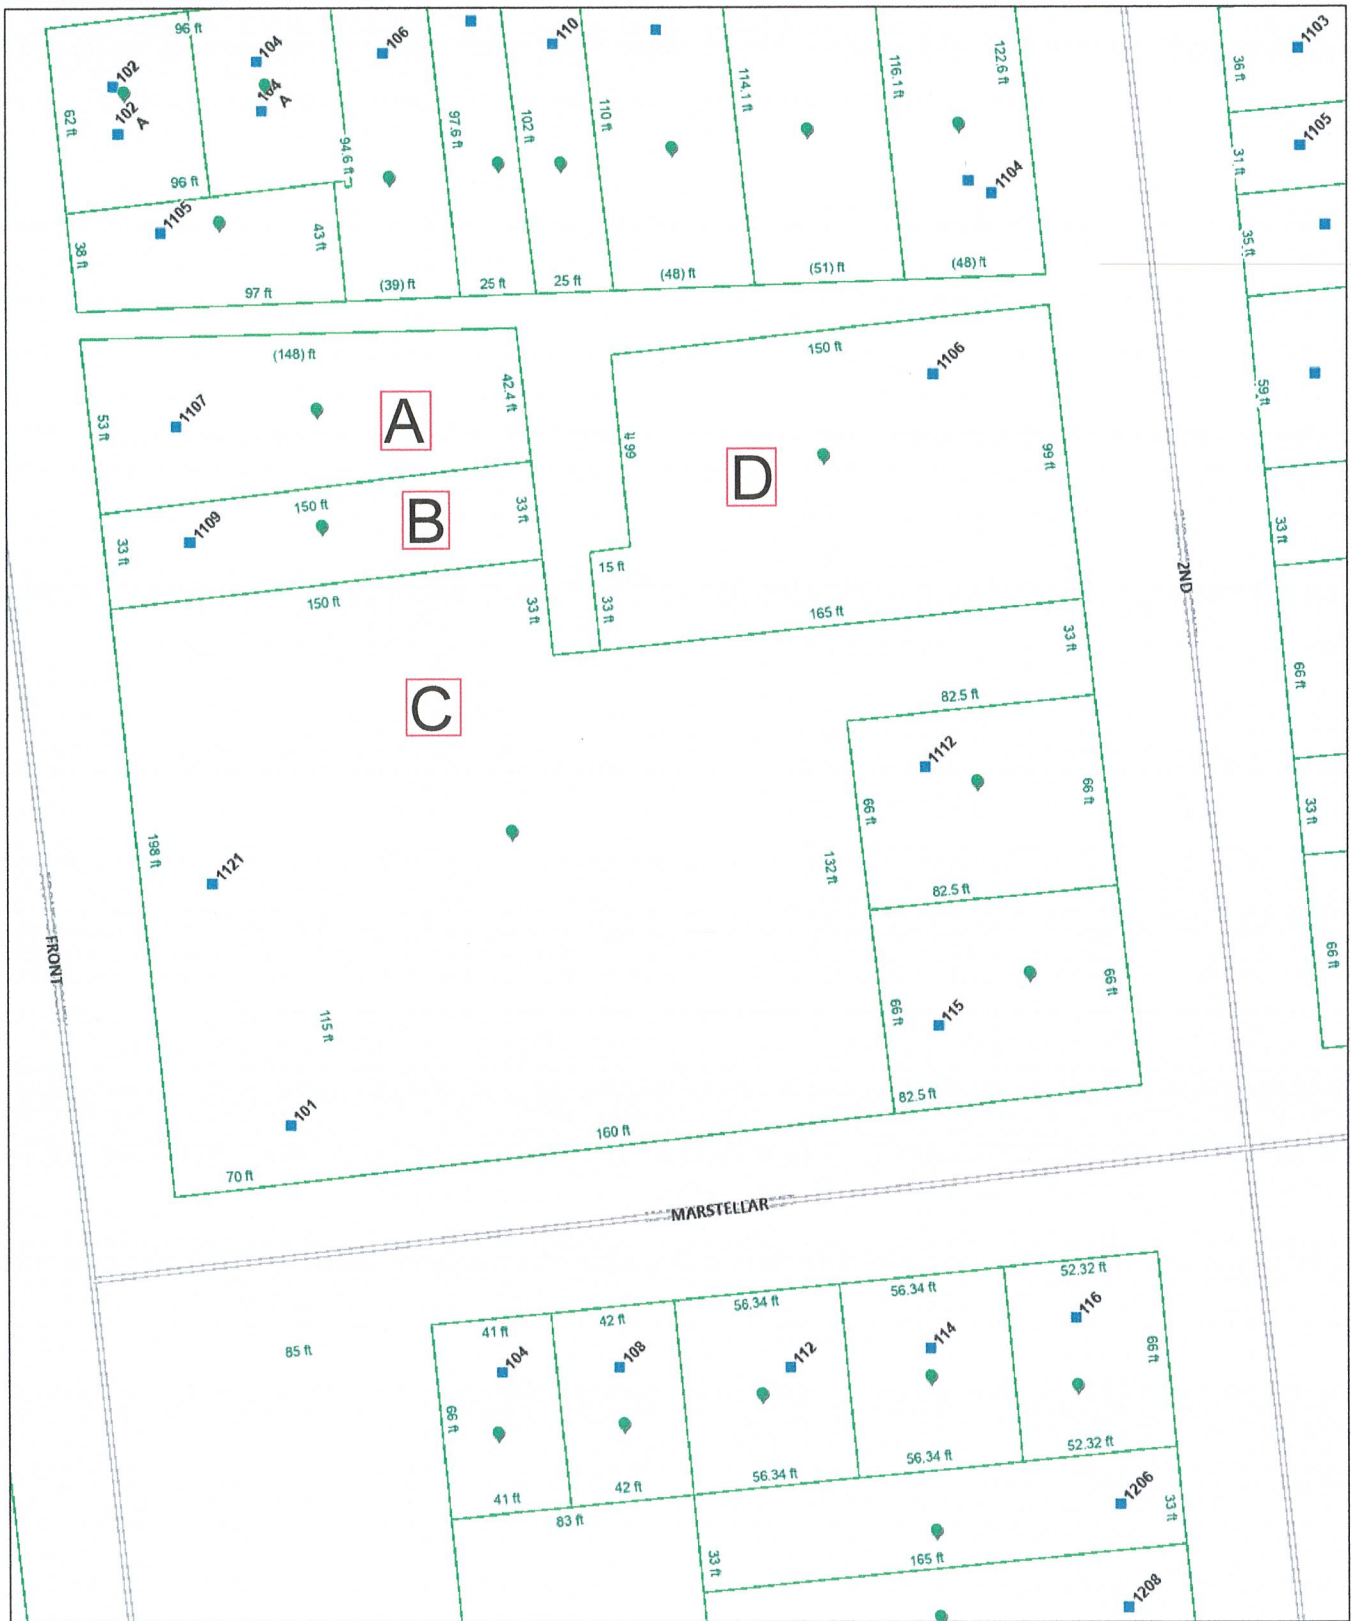 96 ft
104
106
110
1103
102
104
A
102
A
62 ft
94.6 ft
97.6 ft
102 ft
110 ft
114.1 ft
116.1 ft
122.6 ft
36 ft
1105
31 ft
96 ft
1104
1105
38 ft
43 ft
35 ft
97 ft
(39) ft
25 ft
25 ft
(48) ft
(51) ft
(48) ft
(148) ft
150 ft
1106
42.4 ft
59 ft
1107
A
53 ft
66 ft
99 ft
D
150 ft
33 ft
B
1109
33 ft
33 ft
15 ft
2ND
150 ft
33 ft
33 ft
165 ft
33 ft
66 ft
C
82.5 ft
1112
66 ft
66 ft
33 ft
198 ft
132 ft
1121
82.5 ft
FRONT
66 ft
66 ft
66 ft
115 ft
115
101
82.5 ft
160 ft
70 ft
MARSTELLAR
52.32 ft
56.34 ft
56.34 ft
42 ft
41 ft
116
114
108
112
104
85 ft
66 ft
66 ft
52.32 ft
56.34 ft
56.34 ft
42 ft
41 ft
83 ft
1206
33 ft
33 ft
165 ft
1208